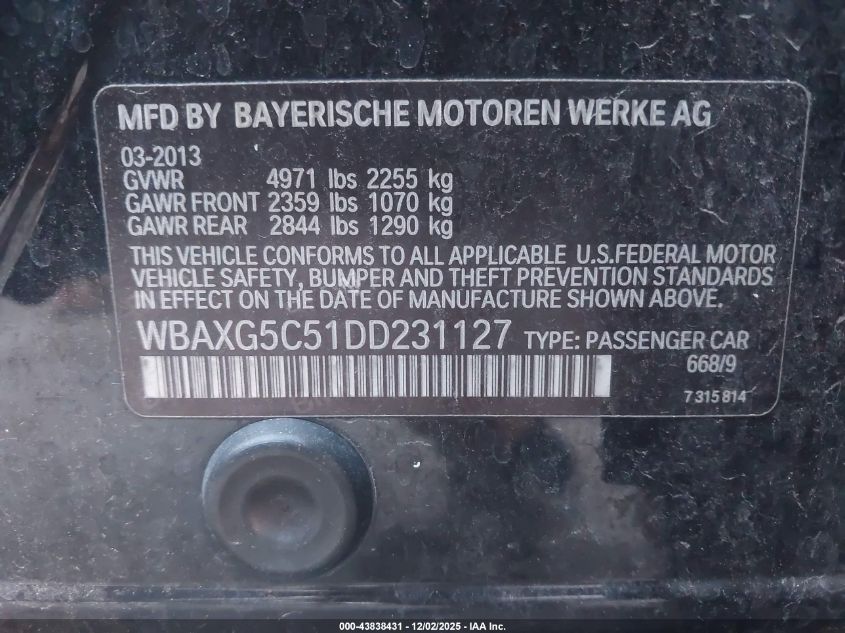 MFD BY BAYERISCHE MOTOREN WERKE AG
03-2013
GVWR 4971 lbs 2255 kg
GAWR FRONT 2359 lbs 1070 kg
GAWR REAR 2844 lbs 1290 kg
THIS VEHICLE CONFORMS TO ALL APPLICABLE U.S.FEDERAL MOTOR
VEHICLE SAFETY, BUMPER AND THEFT PREVENTION STANDARDS
IN EFFECT ON THE DATE OF MANUFACTURE SHOWN ABOVE.
WBAXG5C51DD231127 TYPE: PASSENGER CAR
668/9
7 315 814
000-43838431 - 12/02/2025 - IAA Inc.